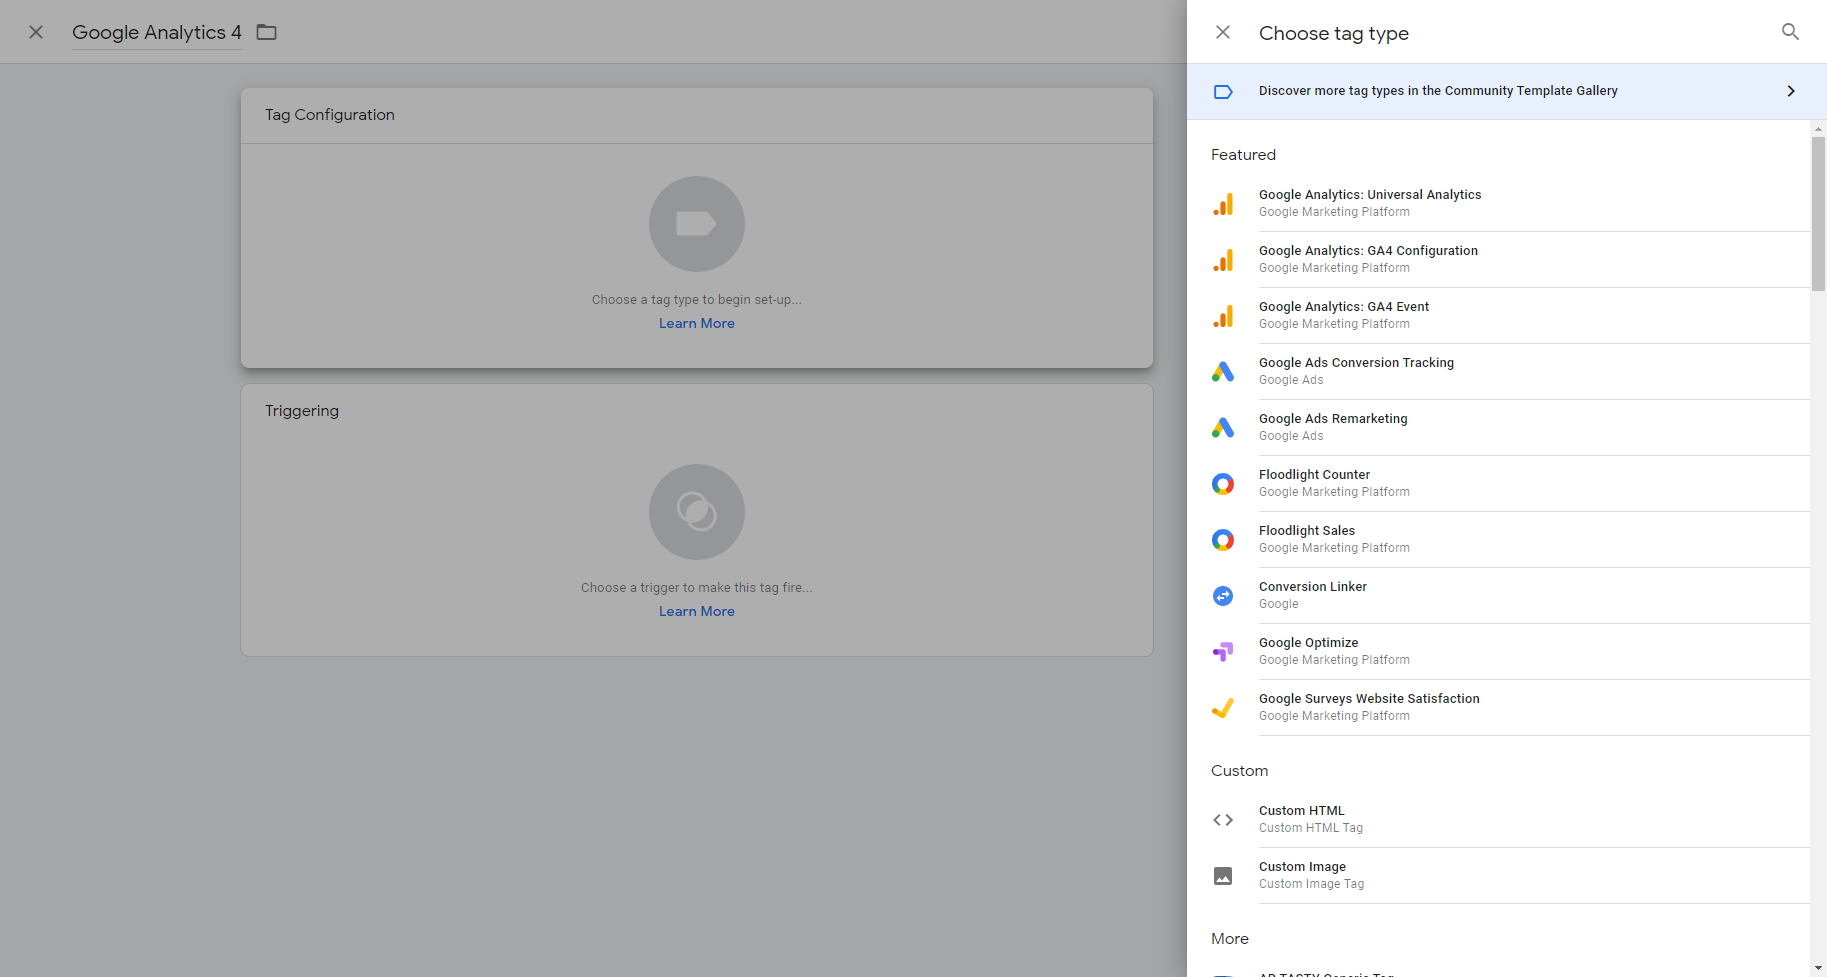 Google Analytics 4
Tag Configuration
Choose a tag type to begin set-up...
Learn More
Triggering
Choose a trigger to make this tag fire...
Learn More
Choose tag type
Discover more tag types in the Community Template Gallery
Featured
Google Analytics: Universal Analytics
Google Marketing Platform
Google Analytics: GA4 Configuration
Google Marketing Platform
Google Analytics: GA4 Event
Google Marketing Platform
Google Ads Conversion Tracking
Google Ads
Google Ads Remarketing
Google Ads
Floodlight Counter
Google Marketing Platform
Floodlight Sales
Google Marketing Platform
Conversion Linker
Google
Google Optimize
Google Marketing Platform
Google Surveys Website Satisfaction
Google Marketing Platform
Custom
Custom HTML
Custom HTML Tag
Custom Image
Custom Image Tag
More
AB TASTY Generic Tag